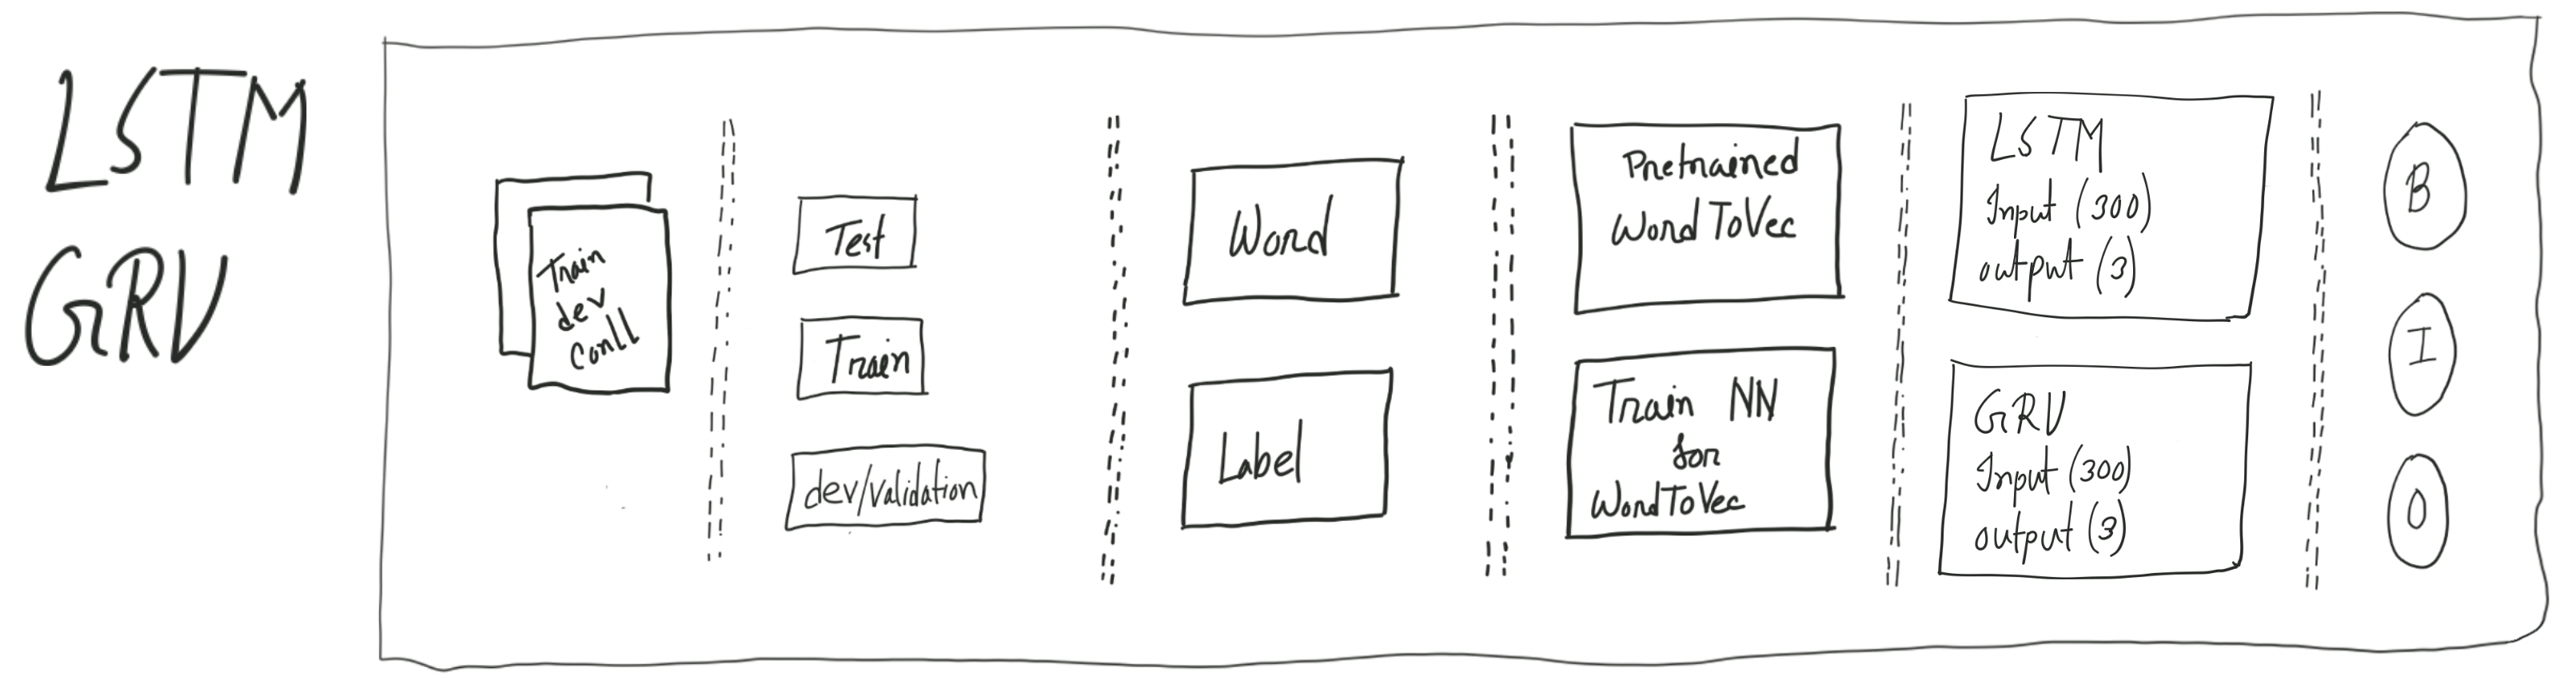 LSTM
GRU
Train
dev
Conll
Test
Train
dev/validation
Word
Label
Pretrained
WordToVec
Train NN
for
WordToVec
LSTM
Input (300)
output (3)
GRU
Input (300)
output (3)
B
I
O